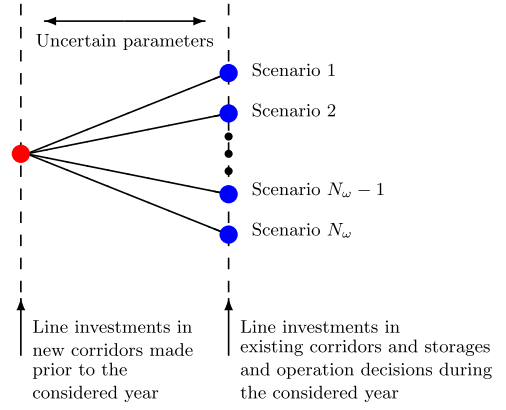 Uncertain parameters
Scenario 1
Scenario 2
Scenario $N_\omega - 1$
Scenario $N_\omega$
Line investments in
new corridors made
prior to the
considered year
Line investments in
existing corridors and storages
and operation decisions during
the considered year